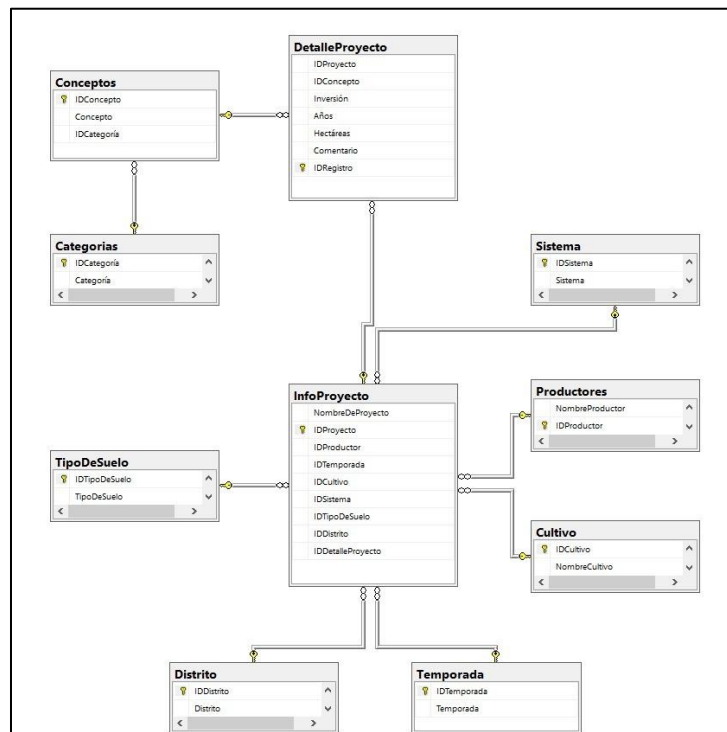 DetalleProyecto
IDProyecto
IDConcepto
Inversión
Años
Hectáreas
Comentario
IDRegistro
Conceptos
IDConcepto
Concepto
IDCategoría
Categorias
IDCategoría
Categoría
Sistema
IDSistema
Sistema
InfoProyecto
NombreDeProyecto
IDProyecto
IDProductor
IDTemporada
IDCultivo
IDSistema
IDTipoDeSuelo
IDDistrito
IDDetalleProyecto
Productores
NombreProductor
IDProductor
TipoDeSuelo
IDTipoDeSuelo
TipoDeSuelo
Cultivo
IDCultivo
NombreCultivo
Distrito
IDDistrito
Distrito
Temporada
IDTemporada
Temporada